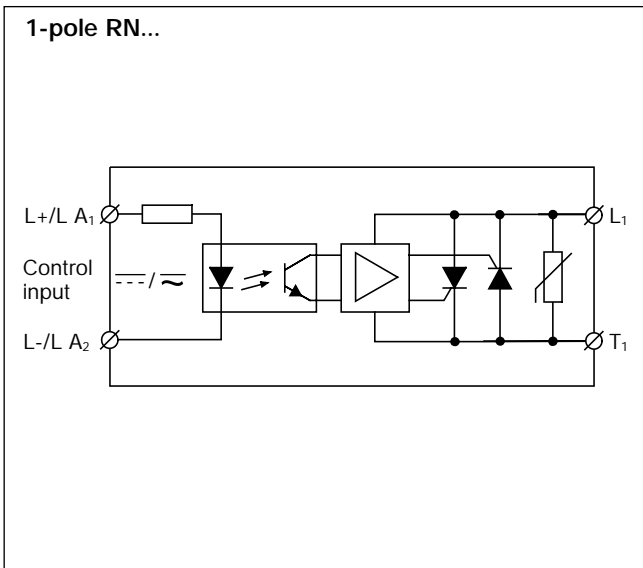 1-pole RN...
L+/L A₁
L₁
Control
input
L-/L A₂
T₁